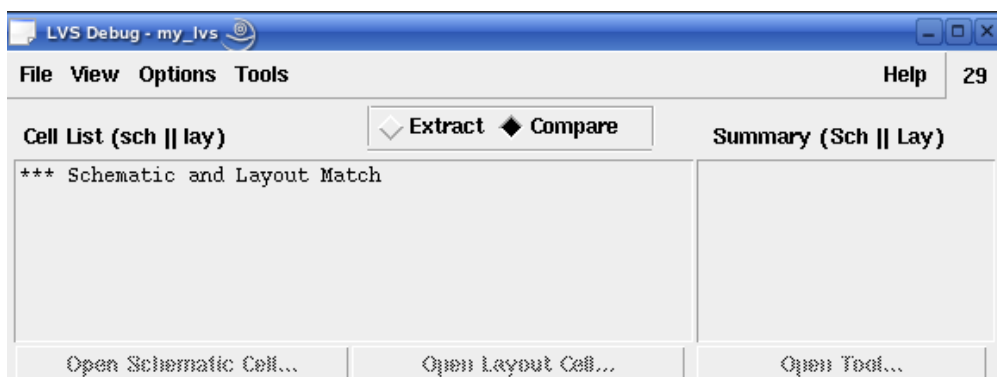 LVS Debug - my_lvs
File View Options Tools Help 29
Cell List (sch || lay) Extract Compare Summary (Sch || Lay)
*** Schematic and Layout Match
Open Schematic Cell... Open Layout Cell... Open Tool...